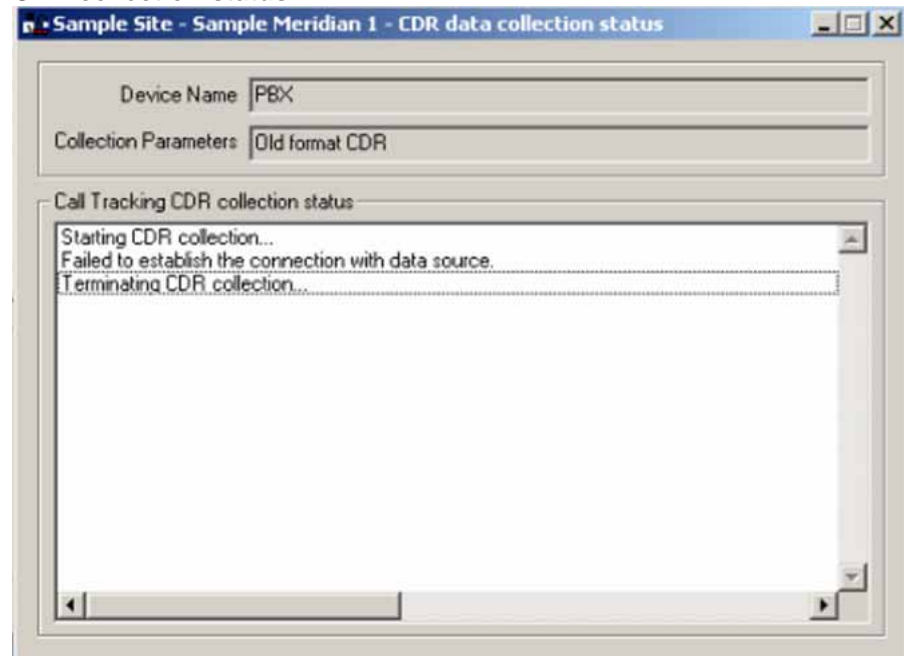 Sample Site - Sample Meridian 1 - CDR data collection status
Device Name PBX
Collection Parameters Old format CDR
Call Tracking CDR collection status
Starting CDR collection...
Failed to establish the connection with data source.
Terminating CDR collection...